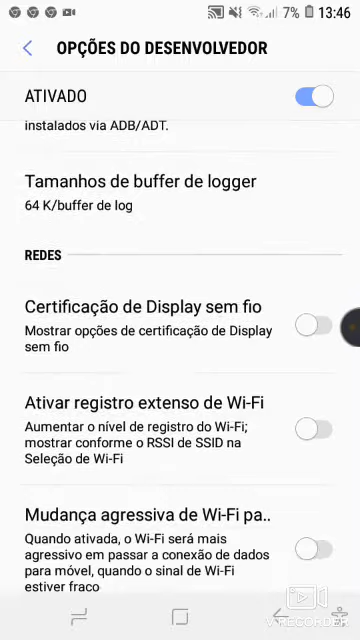 7% 13:46
OPÇÕES DO DESENVOLVEDOR
ATIVADO
instalados via ADB/ADT.
Tamanhos de buffer de logger
64 K/buffer de log
REDES
Certificação de Display sem fio
Mostrar opções de certificação de Display
sem fio
Ativar registro extenso de Wi-Fi
Aumentar o nível de registro do Wi-Fi;
mostrar conforme o RSSI de SSID na
Seleção de Wi-Fi
Mudança agressiva de Wi-Fi pa..
Quando ativada, o Wi-Fi será mais
agressivo em passar a conexão de dados
para móvel, quando o sinal de Wi-Fi
estiver fraco
V RECORDER